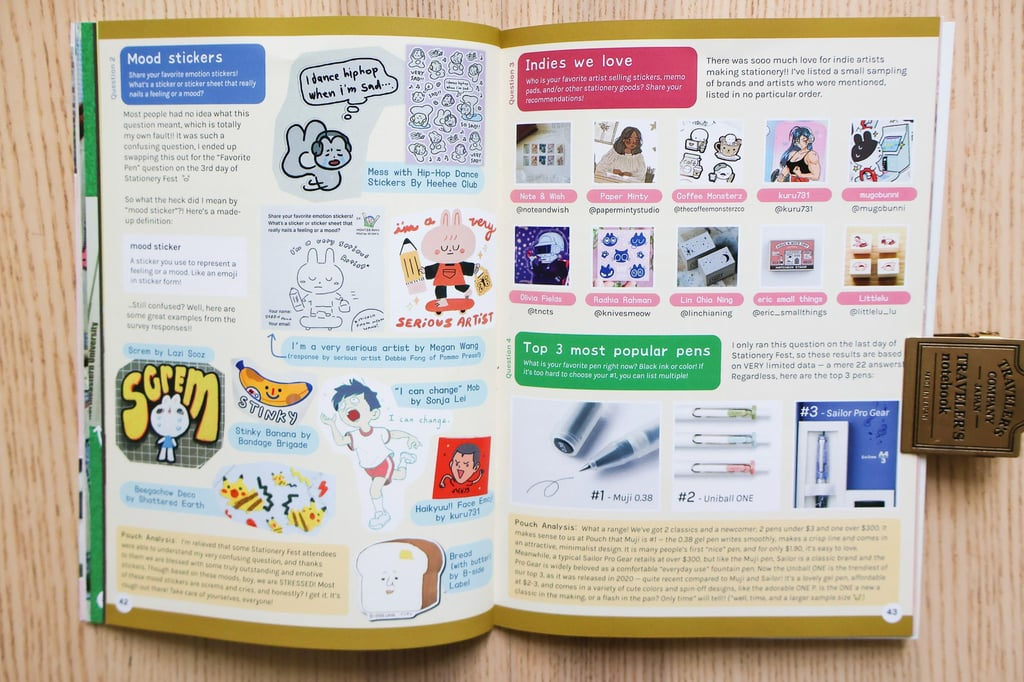 Question 2
Mood stickers
Share your favorite emotion stickers!
What's a sticker or sticker sheet that really
nails a feeling or a mood?
Most people had no idea what this
question meant, which is totally
my own fault!! It was such a
confusing question, I ended up
swapping this out for the "Favorite
Pen" question on the 3rd day of
Stationery Fest
So what the heck did I mean by
"mood sticker"?! Here's a made-
up definition:
mood sticker
A sticker you use to represent a
feeling or mood. Like an emoji
in sticker form!
...Still confused? Well, here are
some great examples from the
survey responses!!
I dance hiphop
when i'm sad...
Mess with Hip-Hop Dance
Stickers By Heehee Club
Share your favorite emotion stickers!
What's a sticker or sticker sheet that
really nails a feeling or a mood?
i'm a very serious
artist
Your name:
Your email:
i'm a very
SERIOUS ARTIST
I'm a very serious artist by Megan Wang
(response by serious artist Debbie Fong of Pommo Press!)
Screm by Lazi Sooz
SCREM
STINKY
Stinky Banana by
Bandage Brigade
"I can change" Mob
by Sonja Lei
I can change.
Haikyuu!! Face Emoji
by kuru731
Beegachow Deco
by Shattered Earth
Bread
(with butter)
by B-side
Label
Pouch Analysis: I'm relieved that some Stationery Fest attendees
were able to understand my very confusing question, and thanks
to them we are blessed with some truly outstanding and emotive
stickers. Though based on these moods, boy, we are STRESSED! Most
of these mood stickers are screms and cries, and honestly? I get it. It's
rough out there! Take care of yourselves, everyone!
42
Question 3
Indies we love
Who is your favorite artist selling stickers, memo
pads, and/or other stationery goods? Share your
recommendations!
There was sooo much love for indie artists
making stationery!! I've listed a small sampling
of brands and artists who were mentioned,
listed in no particular order.
Note & Wish
@noteandwish
Paper Minty
@papermintystudio
Coffee Monsterz
@thecoffeemonsterzco
kuru731
@kuru731
mugobunni
@mugobunni
Olivia Fields
@tncts
Radhia Rahman
@knivesmeow
Lin Chia Ning
@linchianing
eric small things
@eric_smallthings
Littlelu
@littlelu_lu
Question 4
Top 3 most popular pens
What is your favorite pen right now? Black ink or color! If
it's too hard to choose your #1, you can list multiple!
I only ran this question on the last day of
Stationery Fest, so these results are based
on VERY limited data – a mere 22 answers!
Regardless, here are the top 3 pens:
#1 - Muji 0.38
#2 - Uniball ONE
#3 - Sailor Pro Gear
Pouch Analysis: What a range! We've got 2 classics and a newcomer, 2 pens under $3 and one over $300. It
makes sense to us at Pouch that Muji is #1 – the 0.38 gel pen writes smoothly, makes a crisp line and comes in
an attractive, minimalist design. It is many people's first "nice" pen, and for only $1.90, it's easy to love.
Meanwhile, a typical Sailor Pro Gear retails at over $300, but like the Muji pen, Sailor is a classic brand and the
Pro Gear is widely beloved as a comfortable "everyday use" fountain pen. Now the Uniball ONE is the trendiest of
our top 3, as it was released in 2020 – quite recent compared to Muji and Sailor! It's a lovely gel pen, affordable
at $2-3, and comes in a variety of cute colors and spin-off designs, like the adorable ONE P. Is the ONE a new
classic in the making, or a flash in the pan? Only time will tell! (*well, time, and a larger sample size)
43
TRAVELER'S
COMPANY
JAPAN
TRAVELER'S
notebook